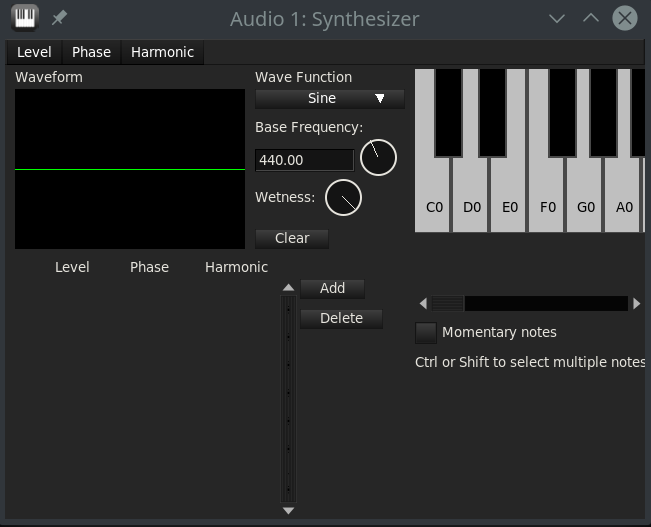 Audio 1: Synthesizer
Level Phase Harmonic
Waveform
Wave Function
Sine
Base Frequency:
440.00
Wetness:
Clear
C0 D0 E0 F0 G0 A0
Level Phase Harmonic
Add
Delete
Momentary notes
Ctrl or Shift to select multiple notes